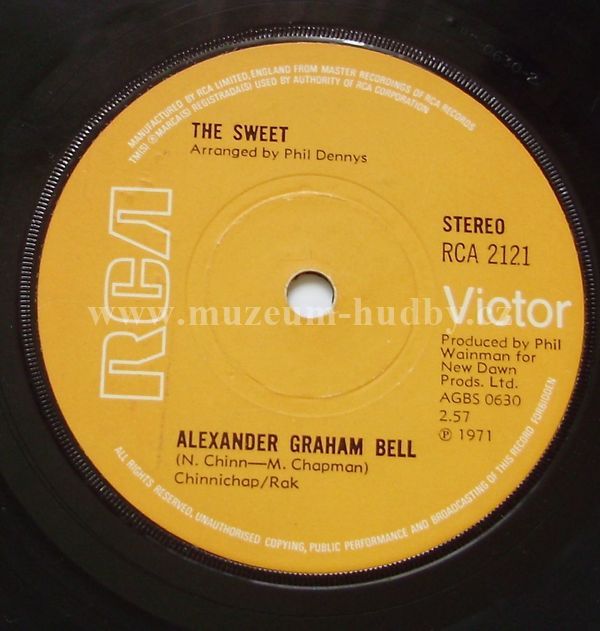 MANUFACTURED BY RCA LIMITED, ENGLAND FROM MASTER RECORDINGS OF RCA RECORDS
TM(S) ® MARCA(S) REGISTRADA(S) USED BY AUTHORITY OF RCA CORPORATION
THE SWEET
Arranged by Phil Dennys
RCA
STEREO
RCA 2121
Victor
www.muzeum-hudby.cz
Produced by Phil
Wainman for
New Dawn
Prods. Ltd.
AGBS 0630
2.57
℗ 1971
ALEXANDER GRAHAM BELL
(N. Chinn—M. Chapman)
Chinnichap/Rak
ALL RIGHTS RESERVED. UNAUTHORISED COPYING, PUBLIC PERFORMANCE AND BROADCASTING OF THIS RECORD FORBIDDEN